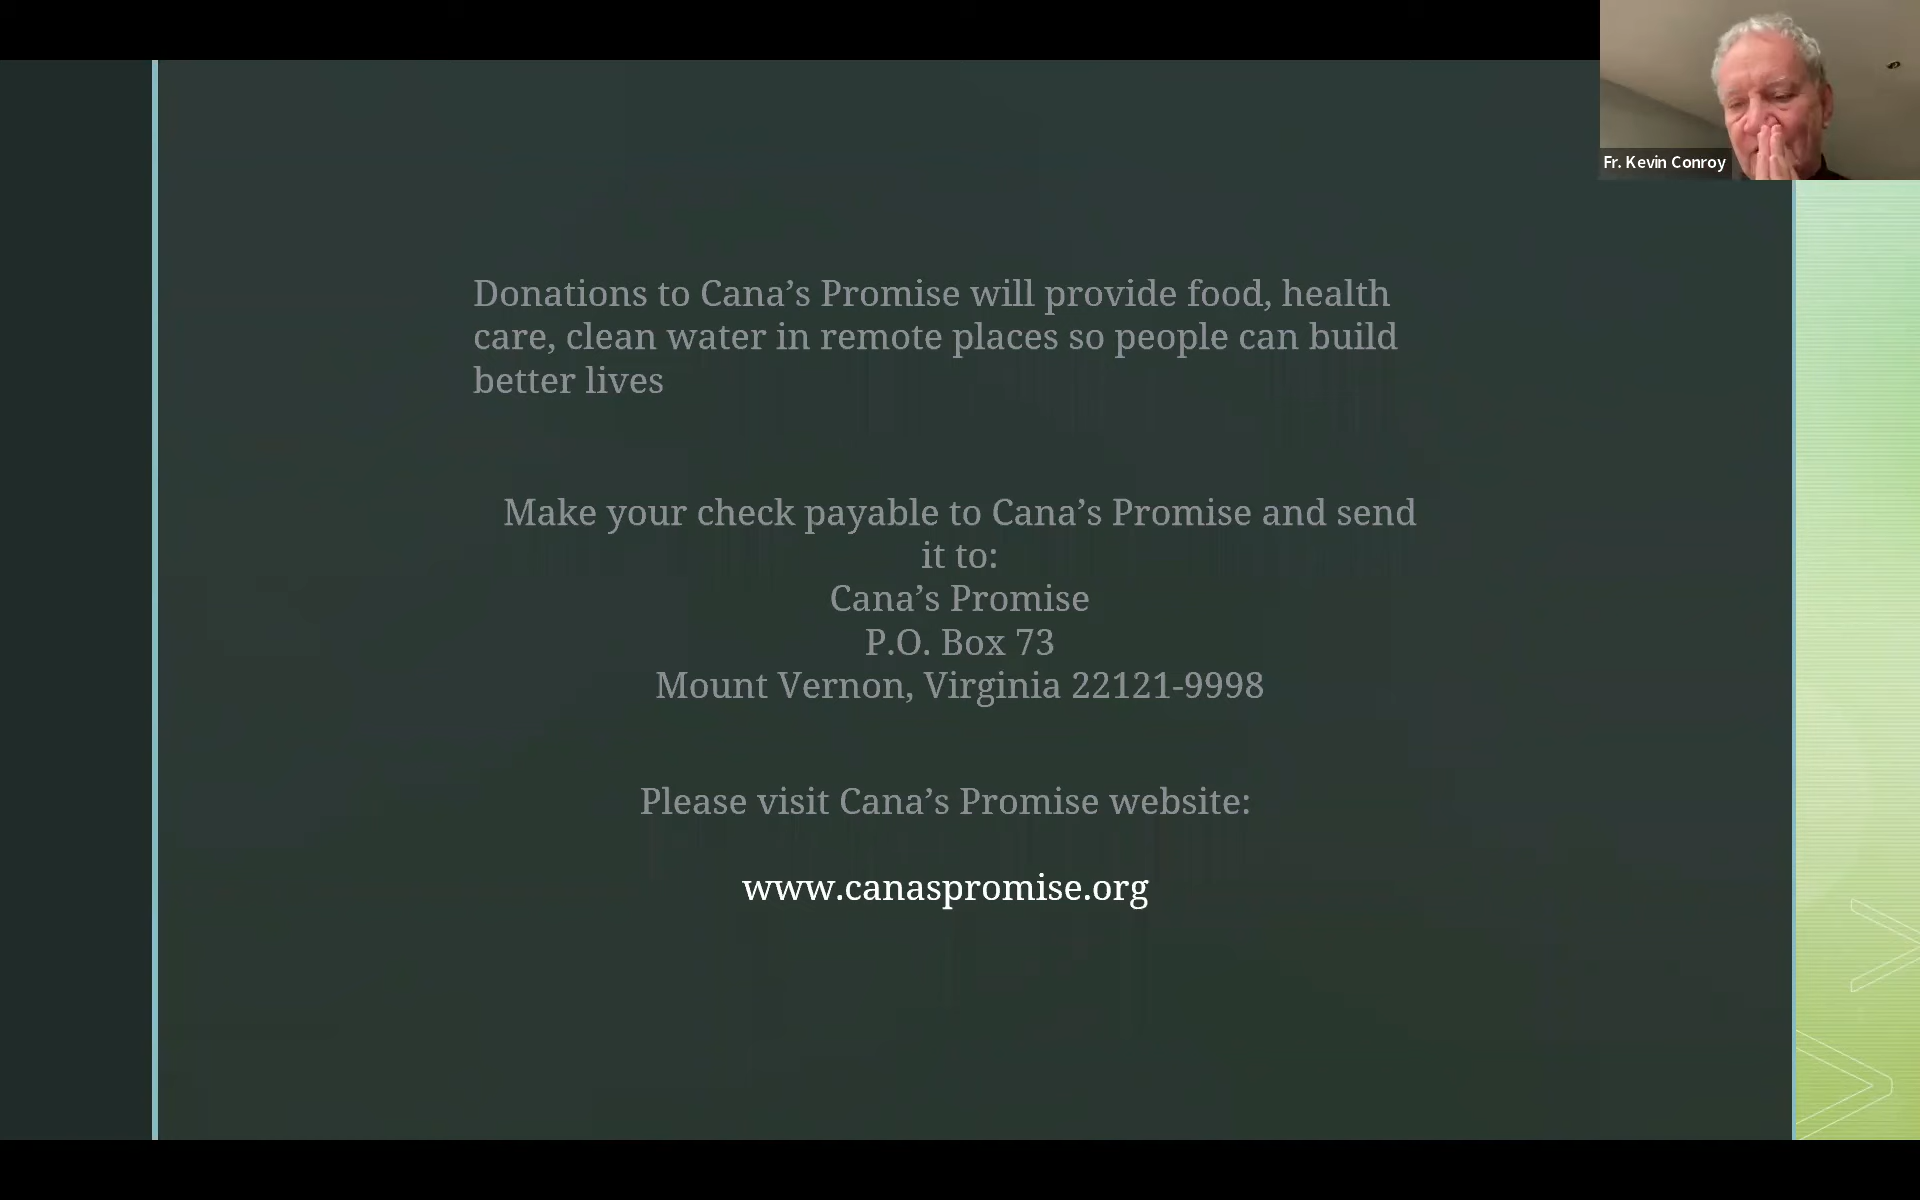 Fr. Kevin Conroy
Donations to Cana’s Promise will provide food, health
care, clean water in remote places so people can build
better lives
Make your check payable to Cana’s Promise and send
it to:
Cana’s Promise
P.O. Box 73
Mount Vernon, Virginia 22121-9998
Please visit Cana’s Promise website:
www.canaspromise.org